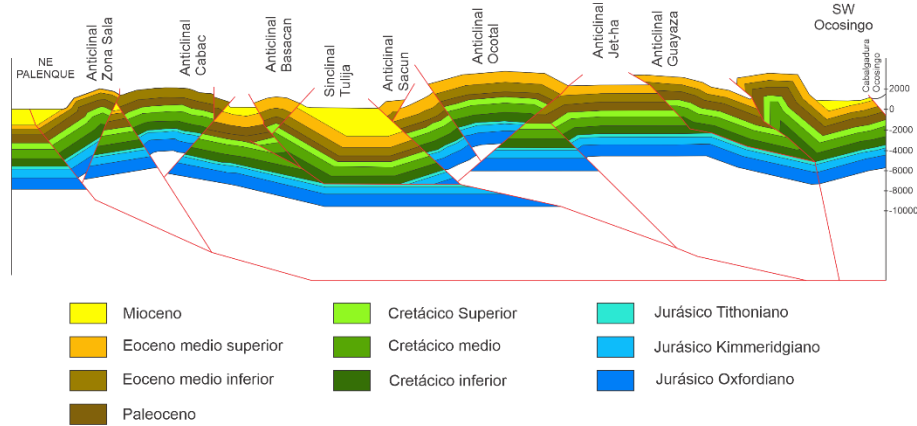 NE
PALENQUE
Anticlinal
Zona Sala
Anticlinal
Cabac
Anticlinal
Basacan
Sinclinal
Tulija
Anticlinal
Sacun
Anticlinal
Ocotal
Anticlinal
Jet-ha
Anticlinal
Guayaza
SW
Ocosingo
Cabalgadura
Ocosingo
2000
0
-2000
-4000
-6000
-8000
-10000
Mioceno
Eoceno medio superior
Eoceno medio inferior
Paleoceno
Cretácico Superior
Cretácico medio
Cretácico inferior
Jurásico Tithoniano
Jurásico Kimmeridgiano
Jurásico Oxfordiano